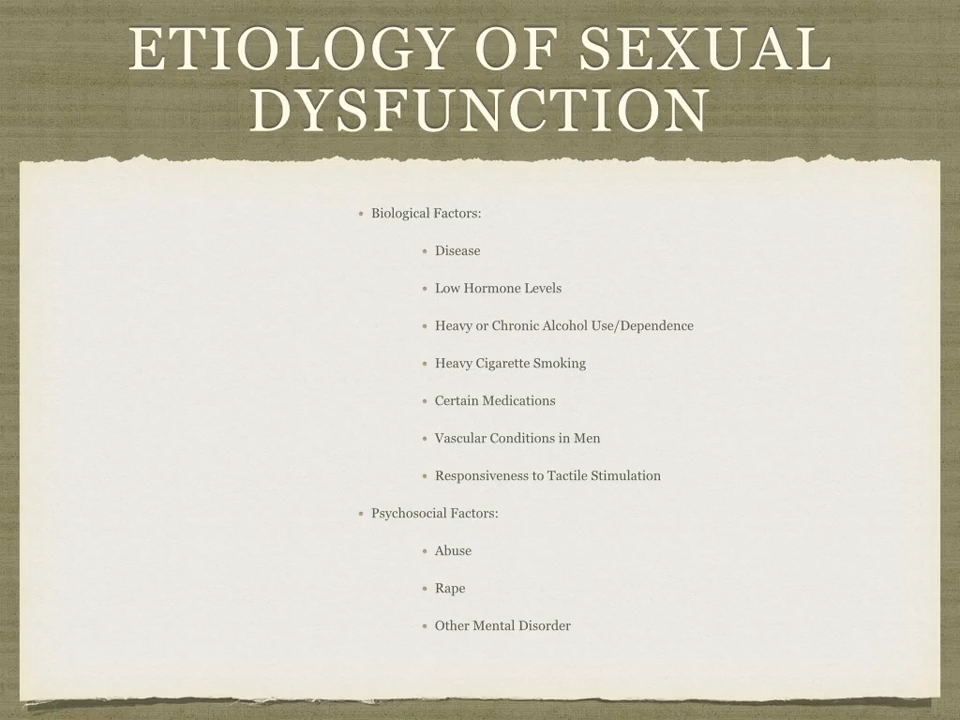 ETIOLOGY OF SEXUAL
DYSFUNCTION
• Biological Factors:
• Disease
• Low Hormone Levels
• Heavy or Chronic Alcohol Use/Dependence
• Heavy Cigarette Smoking
• Certain Medications
• Vascular Conditions in Men
• Responsiveness to Tactile Stimulation
• Psychosocial Factors:
• Abuse
• Rape
• Other Mental Disorder